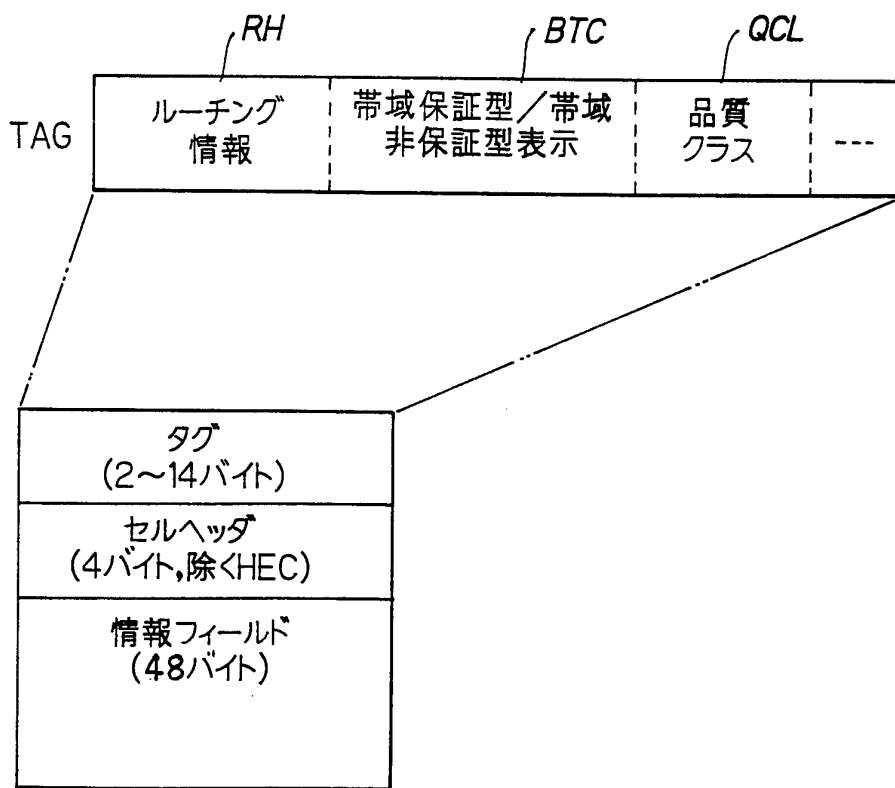 RH
BTC
QCL
TAG
ルーチング
情報
帯域保証型/帯域
非保証型表示
品質
クラス
----
タグ
(2~14バイト)
セルヘッダ
(4バイト,除くHEC)
情報フィールド
(48バイト)